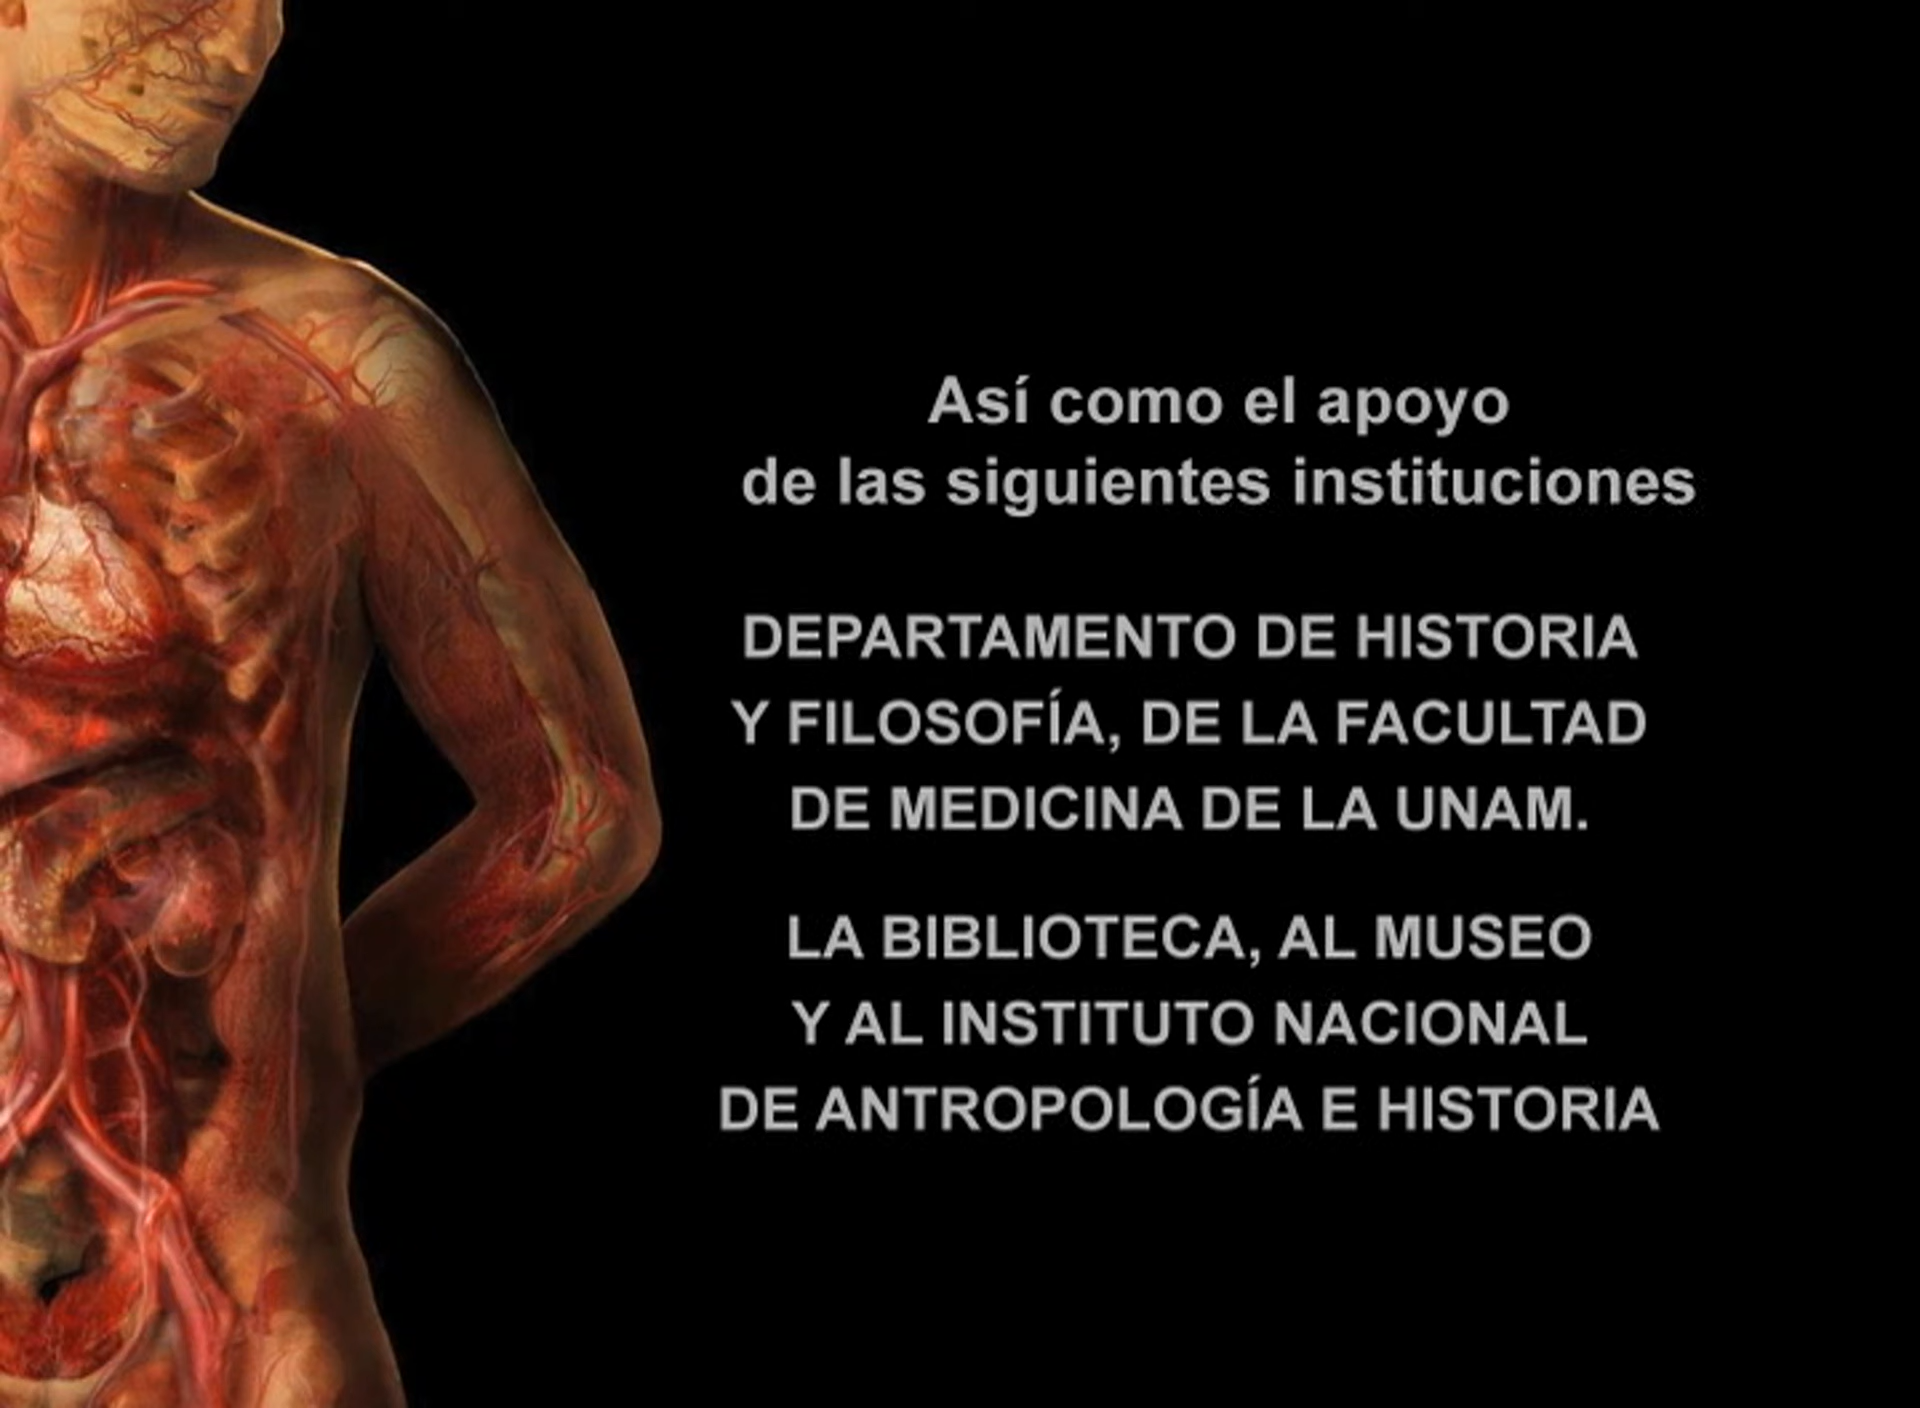 Así como el apoyo
de las siguientes instituciones
DEPARTAMENTO DE HISTORIA
Y FILOSOFÍA, DE LA FACULTAD
DE MEDICINA DE LA UNAM.
LA BIBLIOTECA, AL MUSEO
Y AL INSTITUTO NACIONAL
DE ANTROPOLOGÍA E HISTORIA